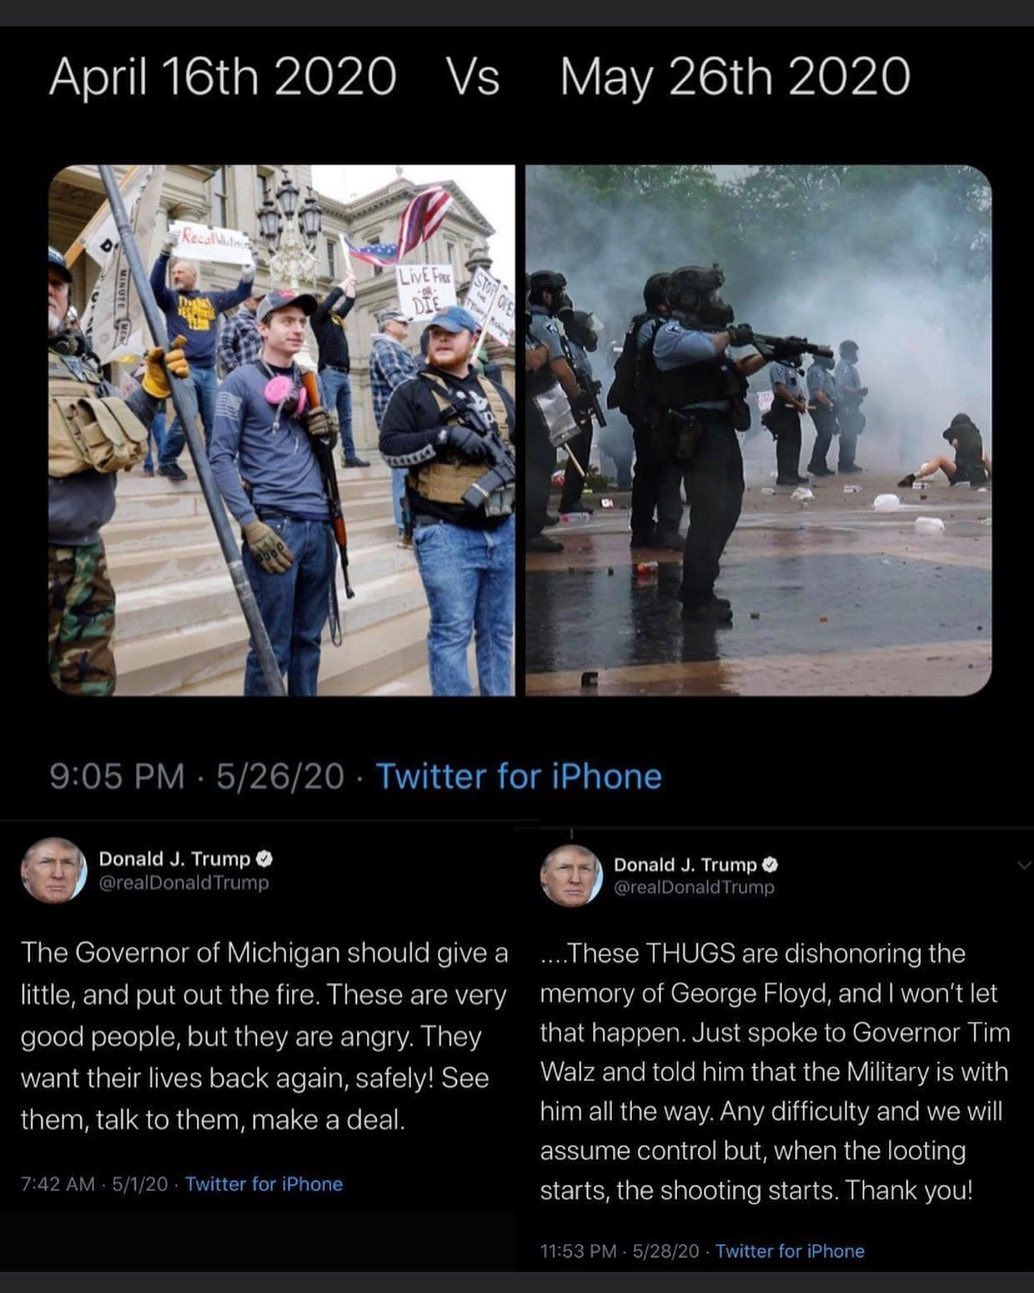 April 16th 2020 Vs May 26th 2020
Recall Whitmer
MINUTE MEN
LIVE FREE
OR
DIE
STOP
THE
9:05 PM · 5/26/20 · Twitter for iPhone
Donald J. Trump
@realDonaldTrump
The Governor of Michigan should give a
little, and put out the fire. These are very
good people, but they are angry. They
want their lives back again, safely! See
them, talk to them, make a deal.
7:42 AM · 5/1/20 · Twitter for iPhone
Donald J. Trump
@realDonaldTrump
....These THUGS are dishonoring the
memory of George Floyd, and I won’t let
that happen. Just spoke to Governor Tim
Walz and told him that the Military is with
him all the way. Any difficulty and we will
assume control but, when the looting
starts, the shooting starts. Thank you!
11:53 PM · 5/28/20 · Twitter for iPhone